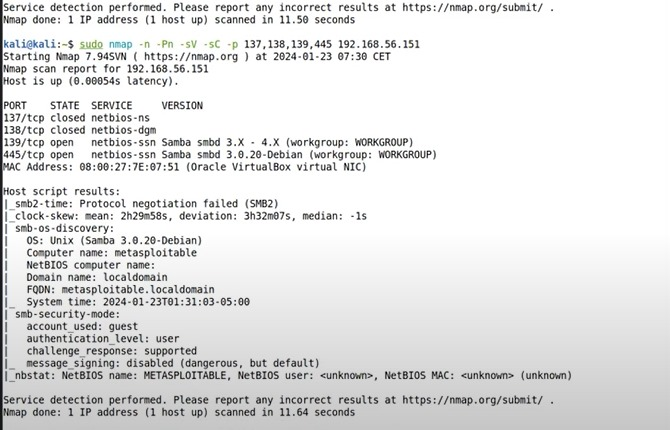 Service detection performed. Please report any incorrect results at https://nmap.org/submit/ .
Nmap done: 1 IP address (1 host up) scanned in 11.50 seconds
kali@kali:~$ sudo nmap -n -Pn -sV -sC -p 137,138,139,445 192.168.56.151
Starting Nmap 7.94SVN ( https://nmap.org ) at 2024-01-23 07:30 CET
Nmap scan report for 192.168.56.151
Host is up (0.00054s latency).
PORT    STATE  SERVICE     VERSION
137/tcp closed netbios-ns
138/tcp closed netbios-dgm
139/tcp open   netbios-ssn Samba smbd 3.X - 4.X (workgroup: WORKGROUP)
445/tcp open   netbios-ssn Samba smbd 3.0.20-Debian (workgroup: WORKGROUP)
MAC Address: 08:00:27:7E:07:51 (Oracle VirtualBox virtual NIC)
Host script results:
|_smb2-time: Protocol negotiation failed (SMB2)
|_clock-skew: mean: 2h29m58s, deviation: 3h32m07s, median: -1s
| smb-os-discovery:
|   OS: Unix (Samba 3.0.20-Debian)
|   Computer name: metasploitable
|   NetBIOS computer name:
|   Domain name: localdomain
|   FQDN: metasploitable.localdomain
|_  System time: 2024-01-23T01:31:03-05:00
| smb-security-mode:
|   account_used: guest
|   authentication_level: user
|   challenge_response: supported
|_  message_signing: disabled (dangerous, but default)
|_nbstat: NetBIOS name: METASPLOITABLE, NetBIOS user: <unknown>, NetBIOS MAC: <unknown> (unknown)
Service detection performed. Please report any incorrect results at https://nmap.org/submit/ .
Nmap done: 1 IP address (1 host up) scanned in 11.64 seconds